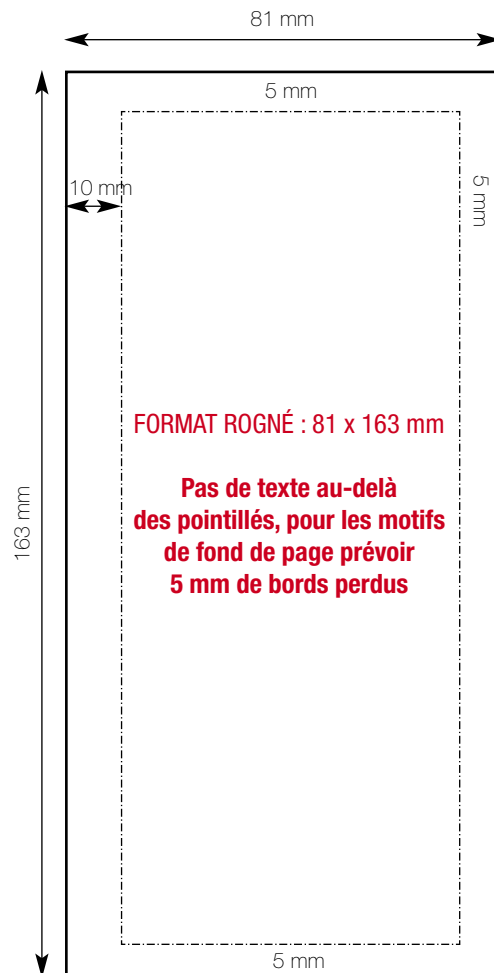 81 mm
5 mm
10 mm
5 mm
163 mm
FORMAT ROGNÉ : 81 x 163 mm
Pas de texte au-delà
des pointillés, pour les motifs
de fond de page prévoir
5 mm de bords perdus
5 mm